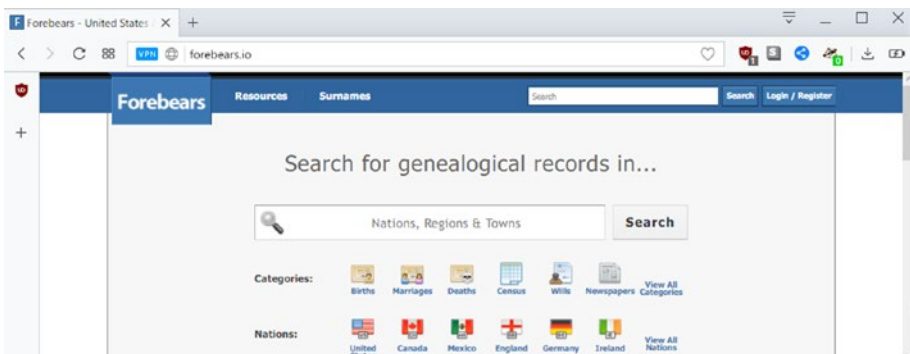 Forebears - United States
VPN forebears.io
1
0
Forebears Resources Surnames Search Search Login / Register
Search for genealogical records in...
Nations, Regions & Towns Search
Categories: Births Marriages Deaths Census Wills Newspapers View All Categories
Nations: United Canada Mexico England Germany Ireland View All Nations